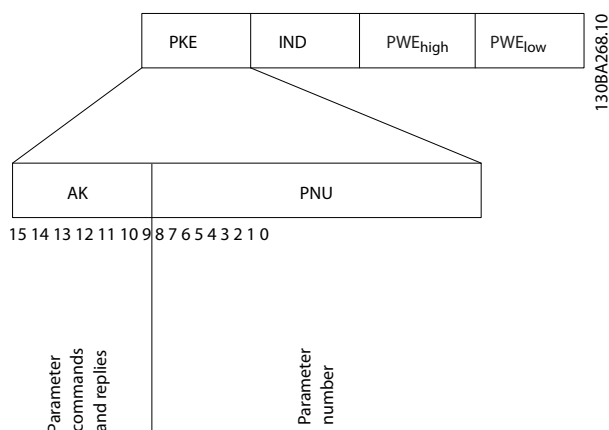 PKE IND PWEhigh PWElow
130BA268.10
AK PNU
15 14 13 12 11 10 9 8 7 6 5 4 3 2 1 0
Parameter
commands
and replies
Parameter
number